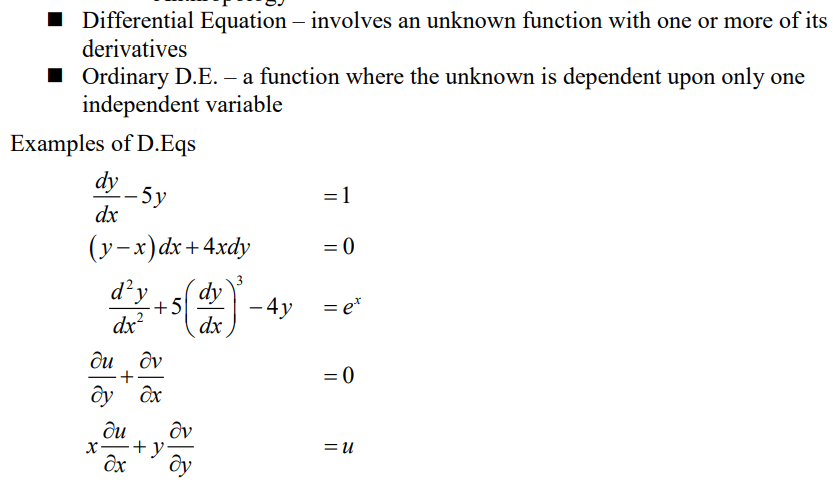 ■ Differential Equation – involves an unknown function with one or more of its
derivatives
■ Ordinary D.E. – a function where the unknown is dependent upon only one
independent variable
Examples of D.Eqs
dy/dx − 5y = 1
(y − x)dx + 4xdy = 0
d²y/dx² + 5(dy/dx)³ − 4y = eˣ
∂u/∂y + ∂v/∂x = 0
x ∂u/∂x + y ∂v/∂y = u